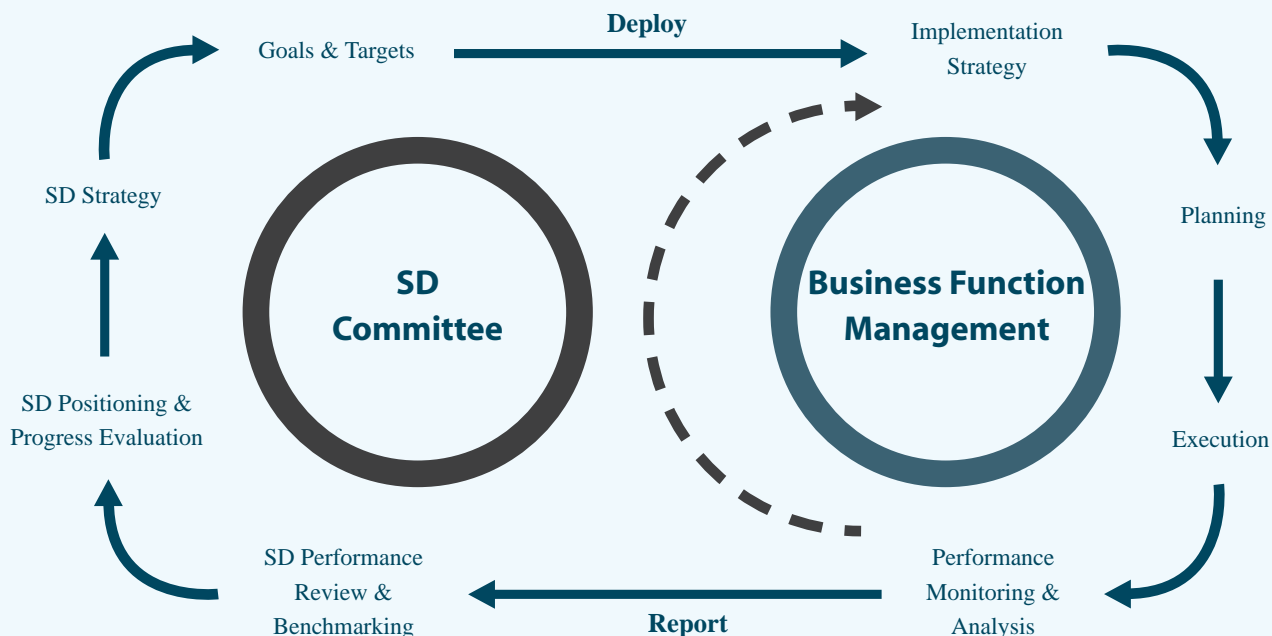 Deploy
Goals & Targets
Implementation
Strategy
SD Strategy
Planning
SD
Committee
Business Function
Management
SD Positioning &
Progress Evaluation
Execution
SD Performance
Review &
Benchmarking
Report
Performance
Monitoring &
Analysis